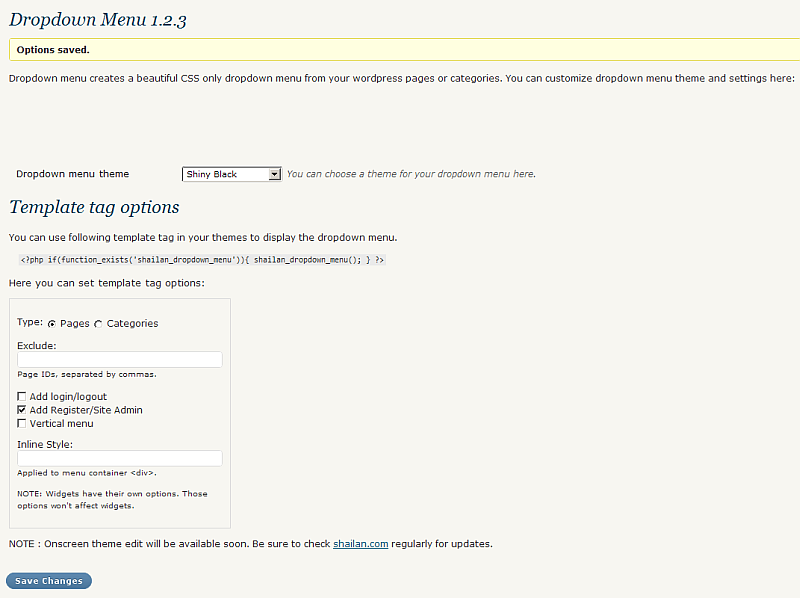 Dropdown Menu 1.2.3
Options saved.
Dropdown menu creates a beautiful CSS only dropdown menu from your wordpress pages or categories. You can customize dropdown menu theme and settings here:
Dropdown menu theme Shiny Black You can choose a theme for your dropdown menu here.
Template tag options
You can use following template tag in your themes to display the dropdown menu.
<?php if(function_exists('shailan_dropdown_menu')){ shailan_dropdown_menu(); } ?>
Here you can set template tag options:
Type: Pages Categories
Exclude:
Page IDs, separated by commas.
Add login/logout
Add Register/Site Admin
Vertical menu
Inline Style:
Applied to menu container <div>.
NOTE: Widgets have their own options. Those
options won't affect widgets.
NOTE : Onscreen theme edit will be available soon. Be sure to check shailan.com regularly for updates.
Save Changes